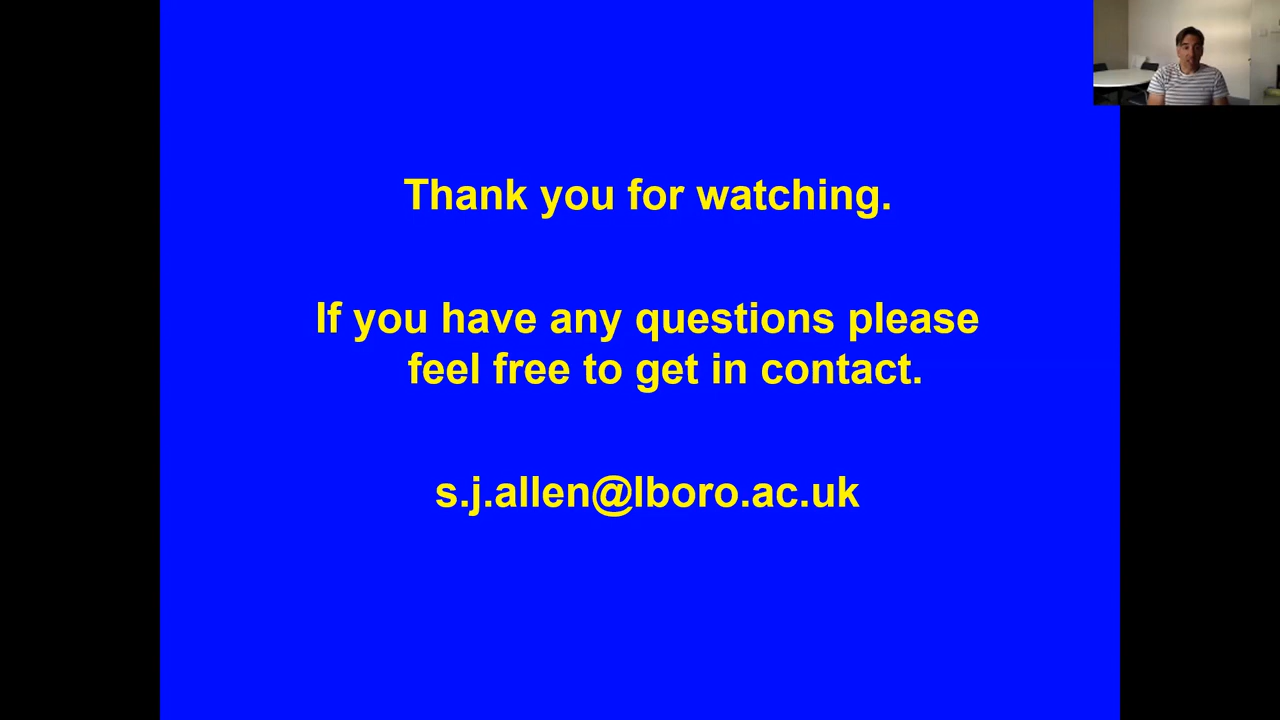 Thank you for watching.
If you have any questions please
feel free to get in contact.
s.j.allen@lboro.ac.uk